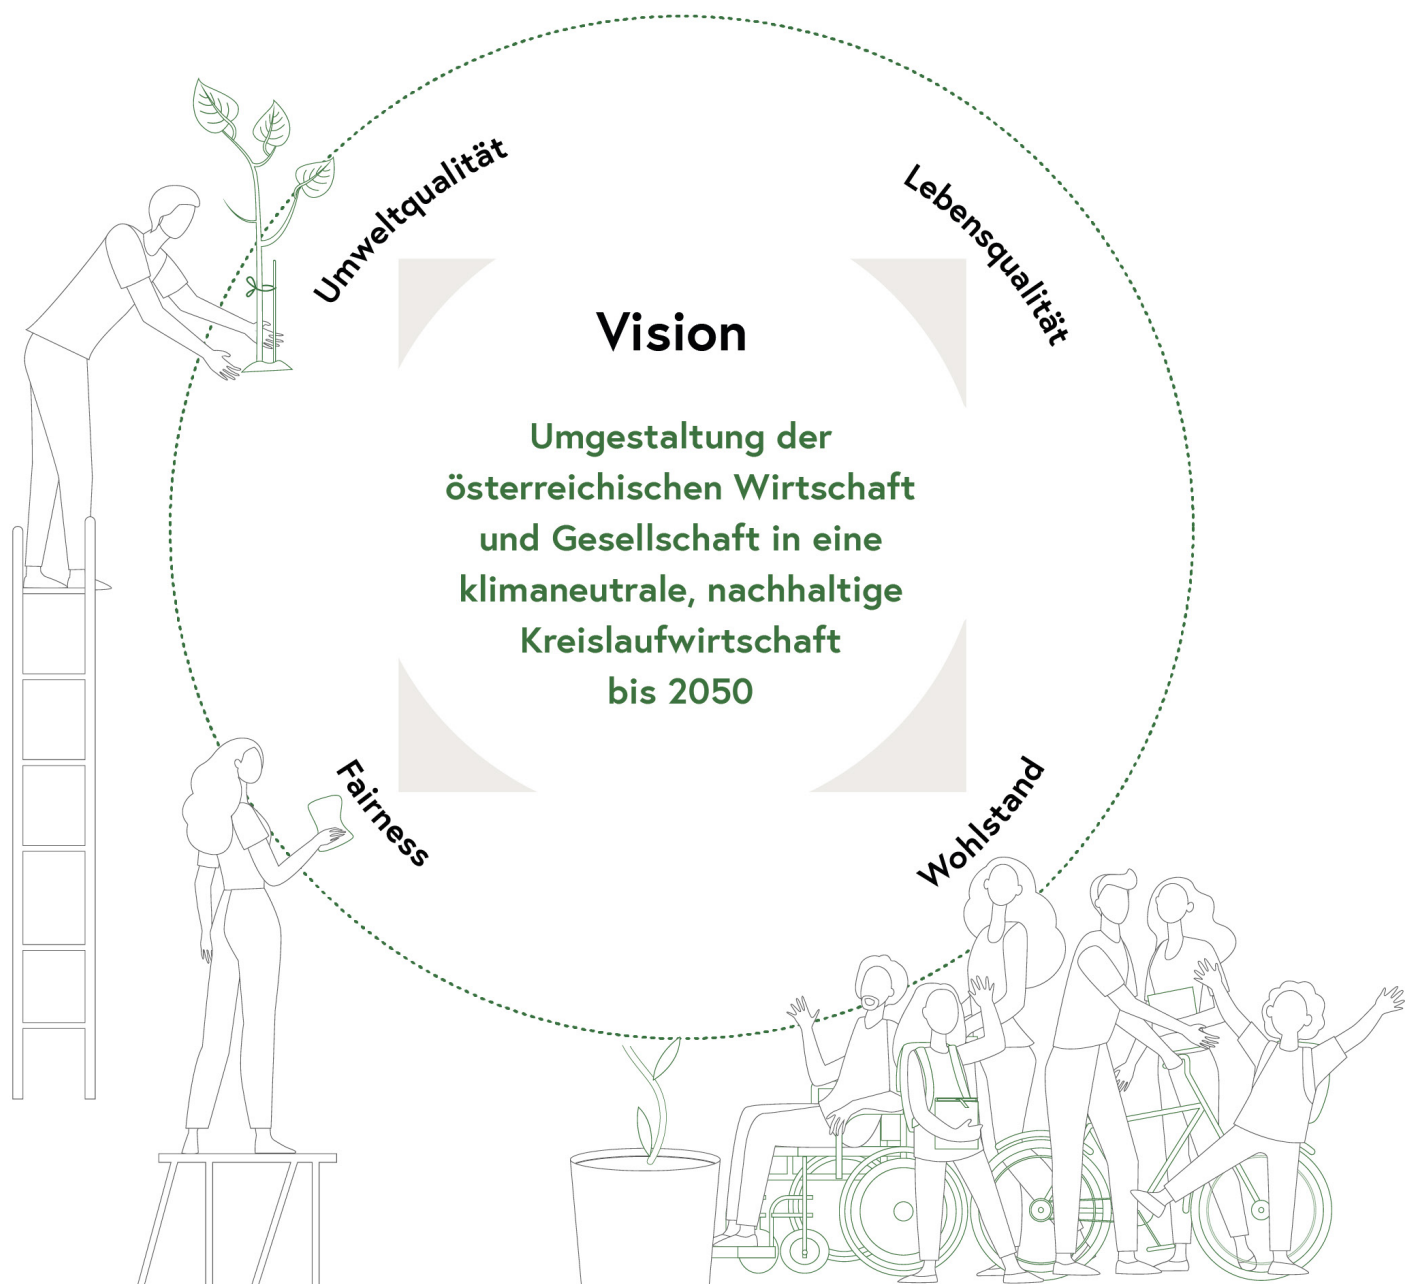 Umweltqualität
Lebensqualität
Vision
Umgestaltung der
österreichischen Wirtschaft
und Gesellschaft in eine
klimaneutrale, nachhaltige
Kreislaufwirtschaft
bis 2050
Fairness
Wohlstand